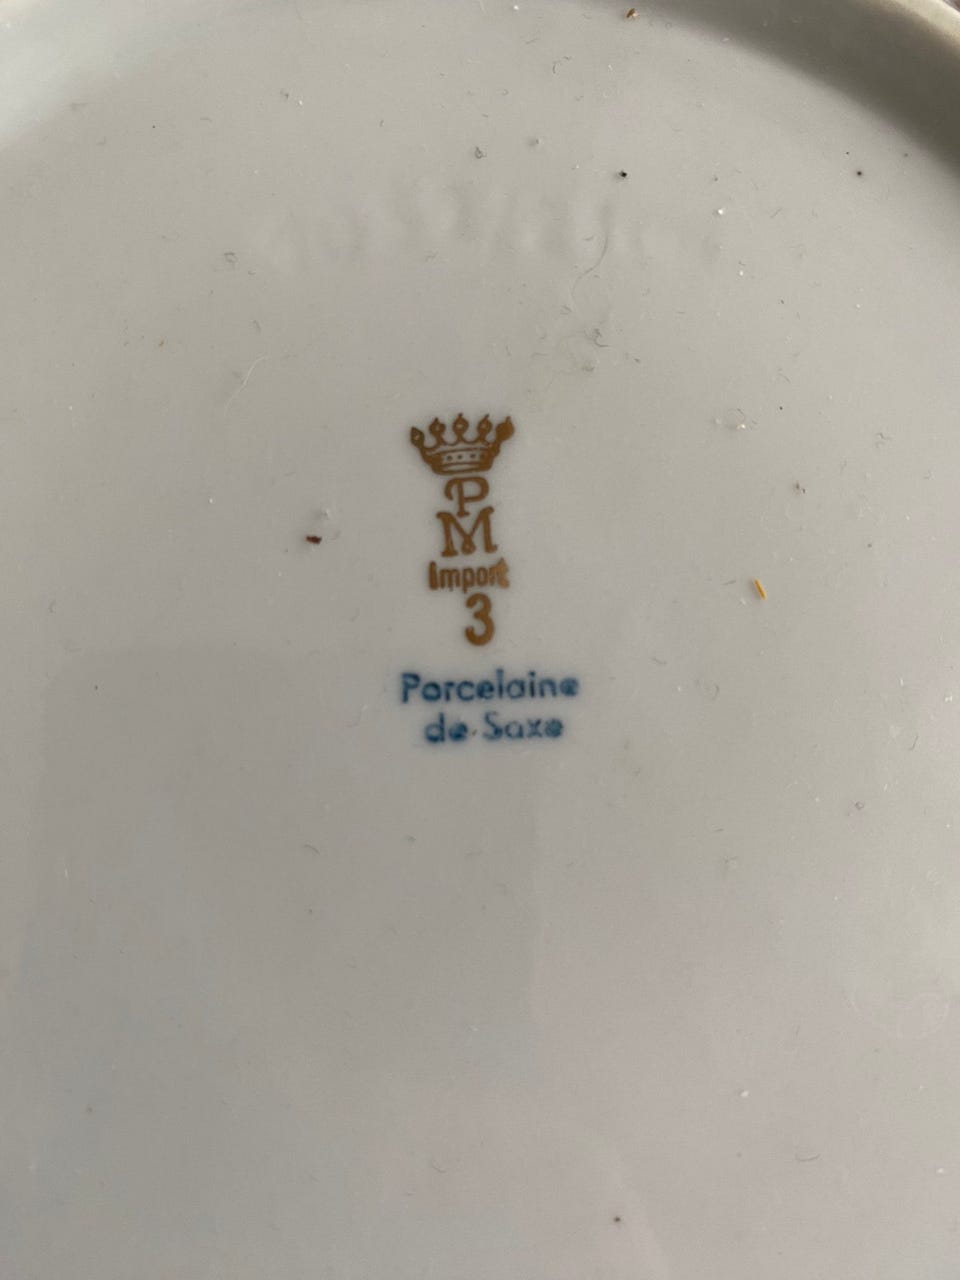 P
M
Import
3
Porcelaine
de Saxe